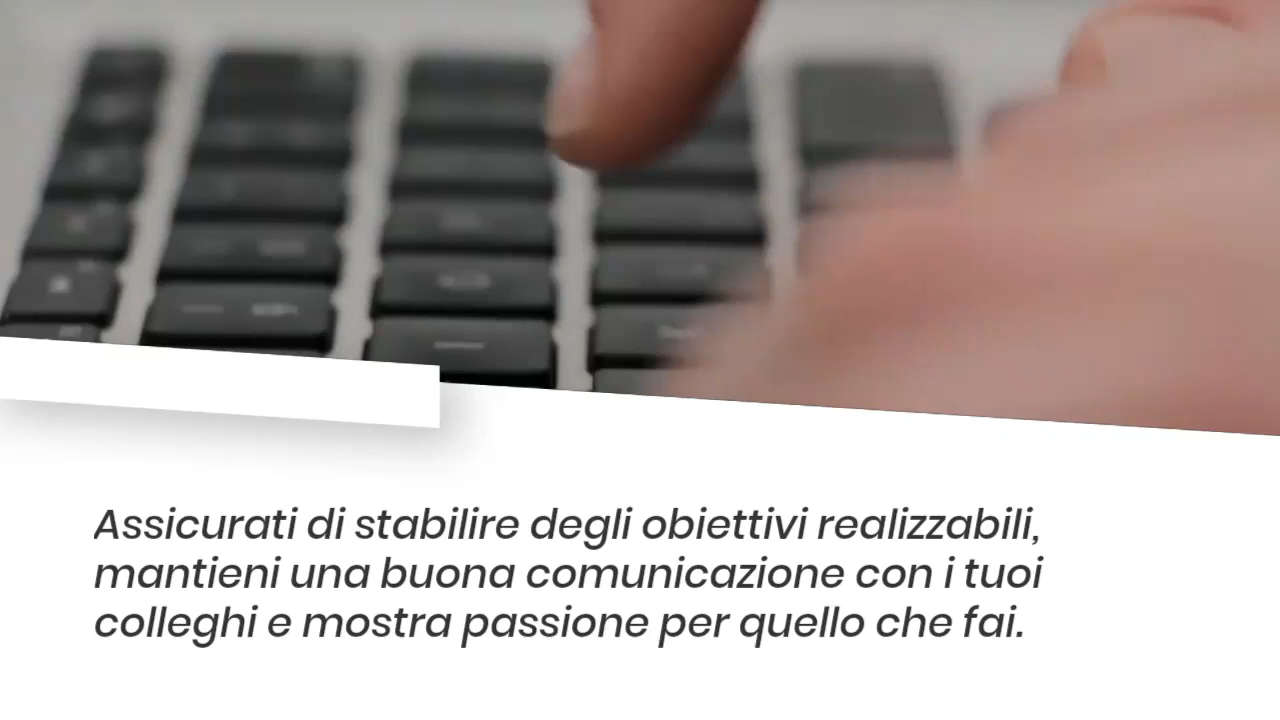 Assicurati di stabilire degli obiettivi realizzabili,
mantieni una buona comunicazione con i tuoi
colleghi e mostra passione per quello che fai.